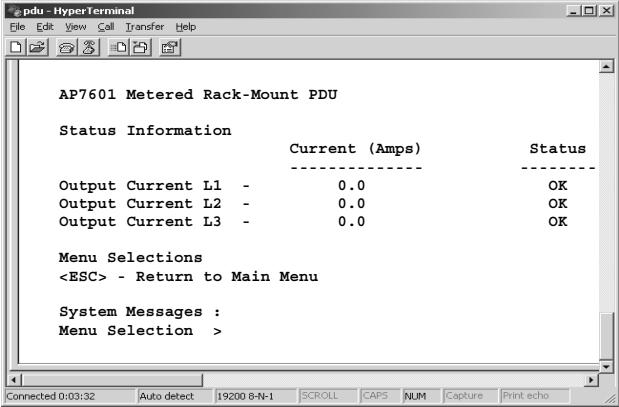 pdu - HyperTerminal
File Edit View Call Transfer Help
AP7601 Metered Rack-Mount PDU
Status Information
Current (Amps) Status
-------------- --------
Output Current L1 - 0.0 OK
Output Current L2 - 0.0 OK
Output Current L3 - 0.0 OK
Menu Selections
<ESC> - Return to Main Menu
System Messages :
Menu Selection >
Connected 0:03:32 Auto detect 19200 8-N-1 SCROLL CAPS NUM Capture Print echo